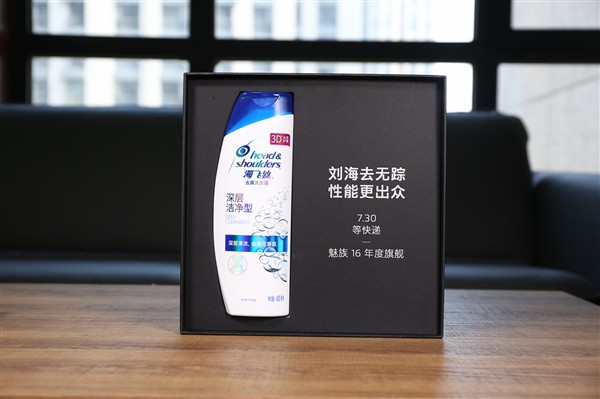 3D
head&
shoulders
海飞丝
去屑洗发露
深层
洁净型
刘海去无踪
性能更出众
7.30
等快递
魅族 16 年度旗舰